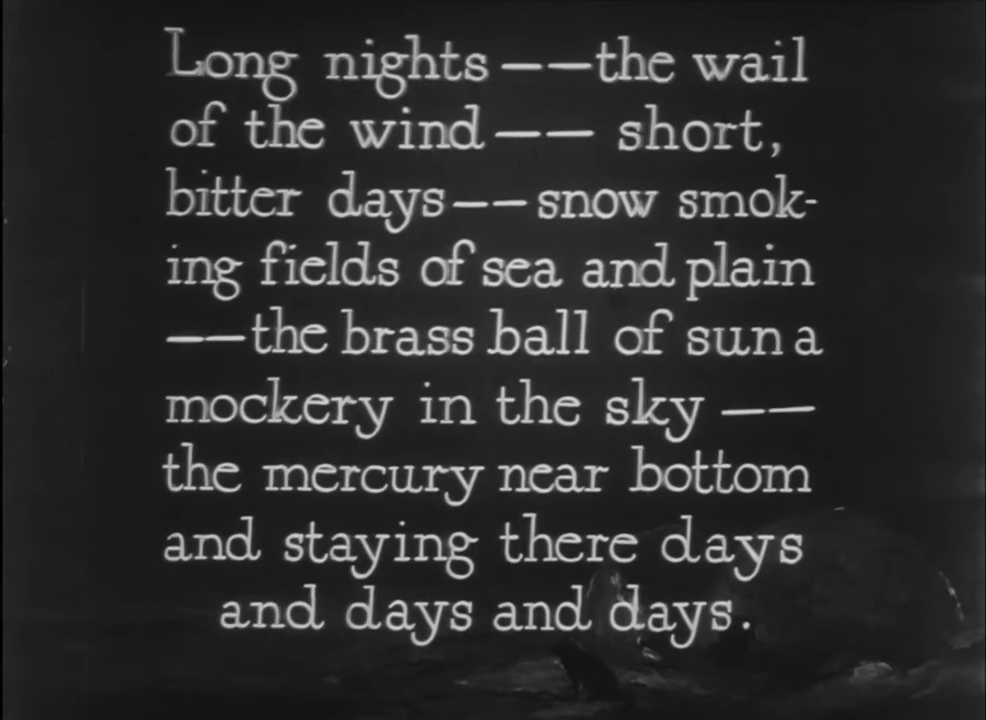 Long nights ——the wail
of the wind —— short,
bitter days——snow smok-
ing fields of sea and plain
——the brass ball of sun a
mockery in the sky ——
the mercury near bottom
and staying there days
and days and days.